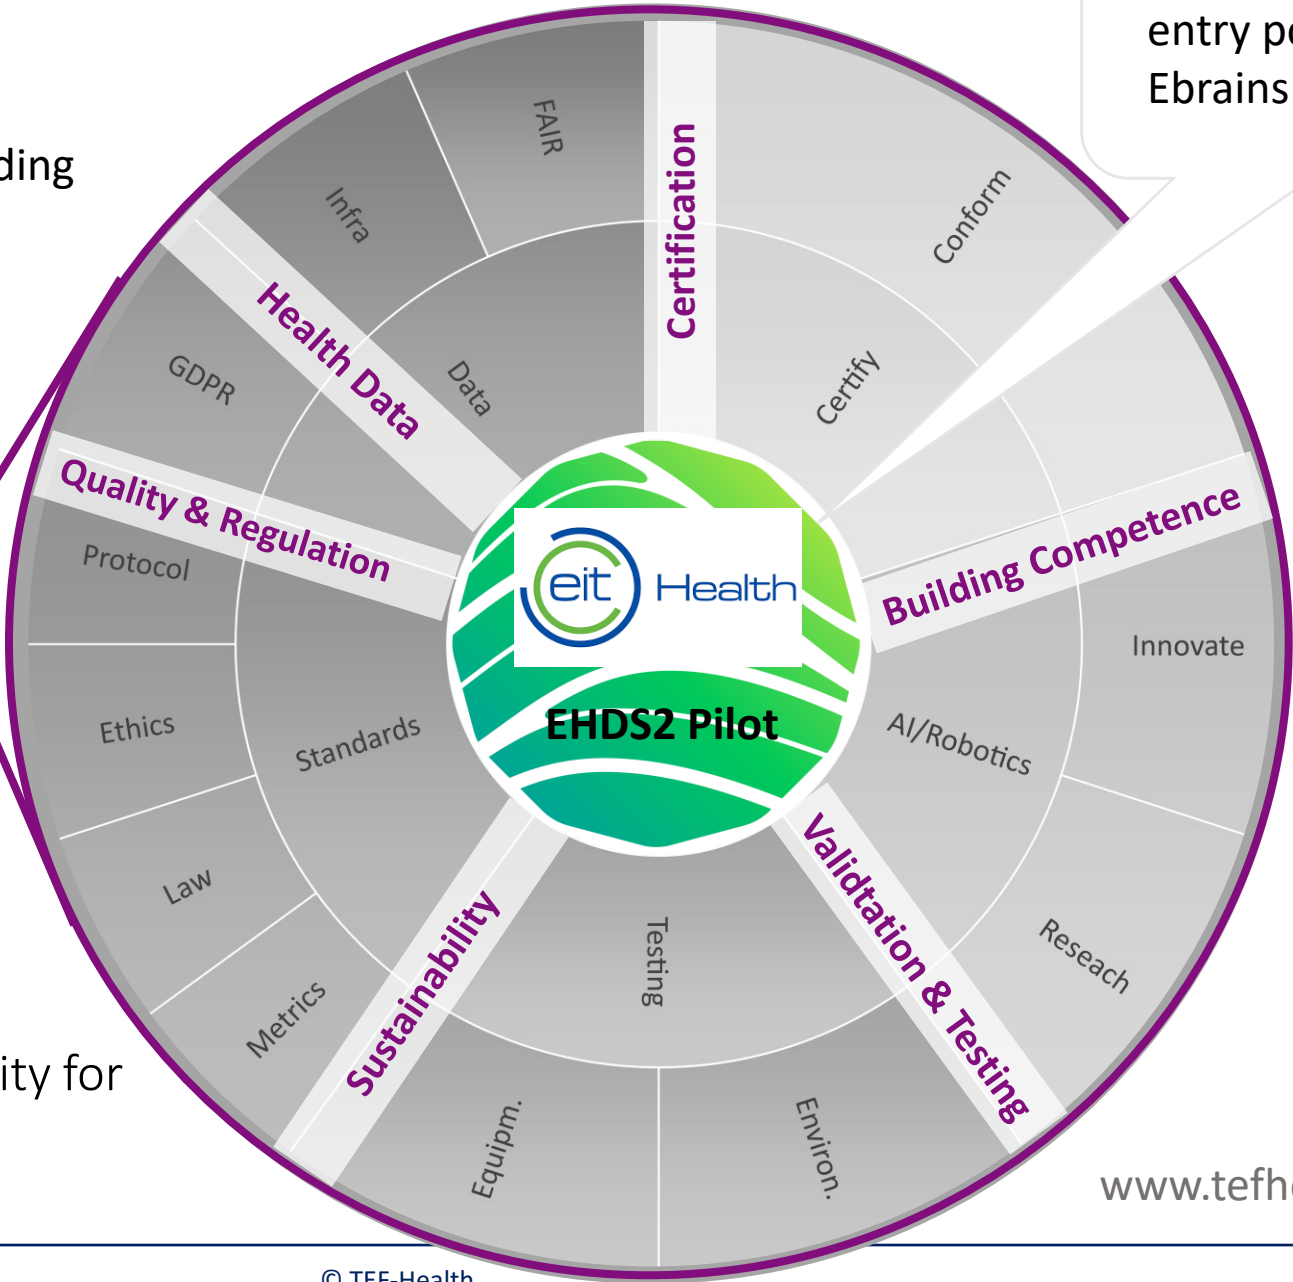 entry po
Ebrains
ding
FAIR
Infra
Certification
Conform
Health Data
Data
Certify
GDPR
Quality & Regulation
Protocol
Building Competence
eit Health
Innovate
EHDS2 Pilot
Ethics
Standards
AI/Robotics
Law
Validtation & Testing
Sustainability
Testing
Reseach
Metrics
ity for
Equipm.
Environ.
www.tefh
© TEF-Health